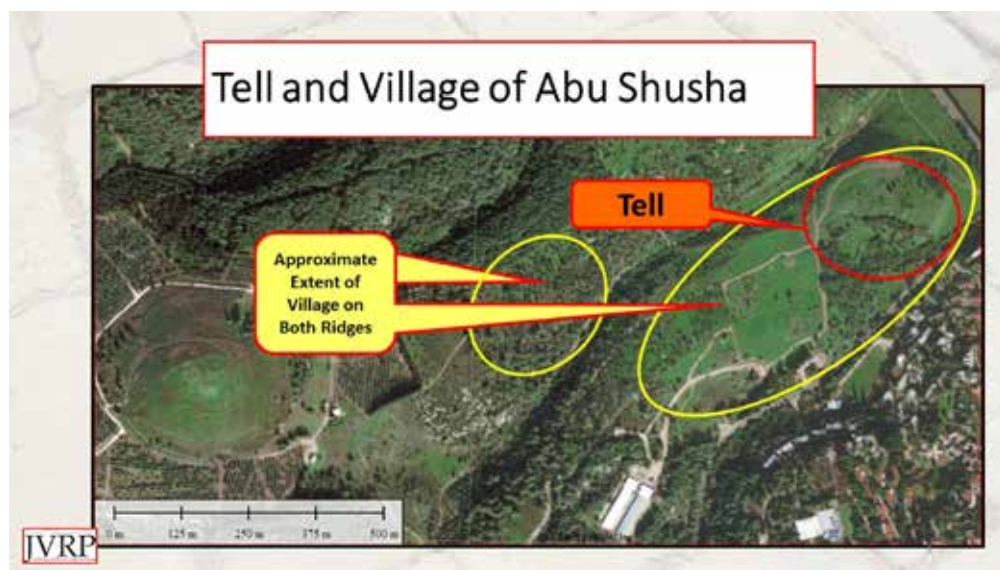 Tell and Village of Abu Shusha
Tell
Approximate
Extent of
Village on
Both Ridges
0 m 125 m 250 m 375 m 500 m
JVRP